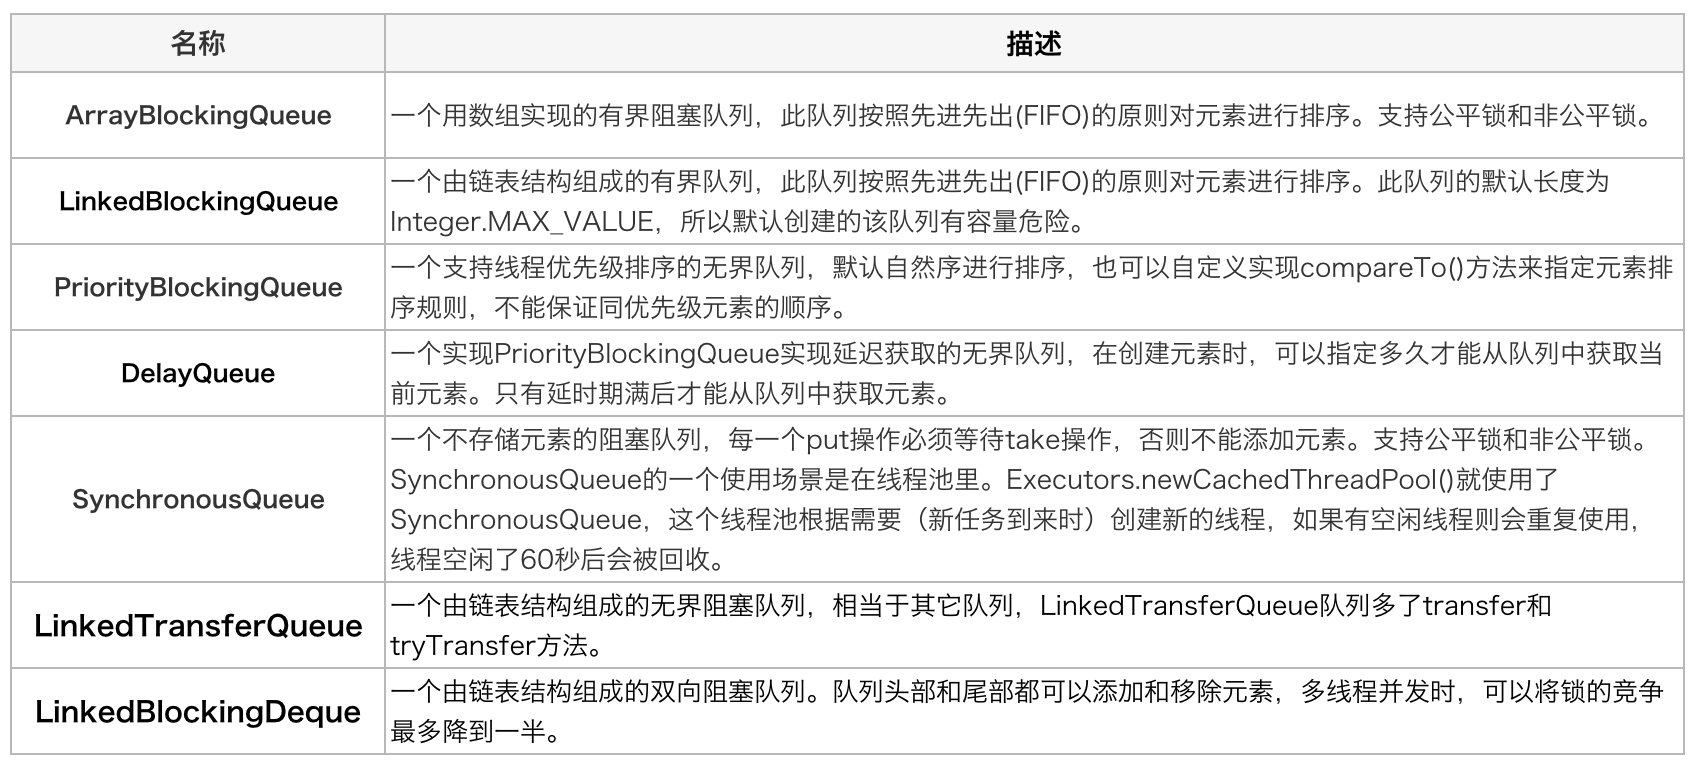 名称
描述
ArrayBlockingQueue
一个用数组实现的有界阻塞队列，此队列按照先进先出(FIFO)的原则对元素进行排序。支持公平锁和非公平锁。
LinkedBlockingQueue
一个由链表结构组成的有界队列，此队列按照先进先出(FIFO)的原则对元素进行排序。此队列的默认长度为
Integer.MAX_VALUE，所以默认创建的该队列有容量危险。
PriorityBlockingQueue
一个支持线程优先级排序的无界队列，默认自然序进行排序，也可以自定义实现compareTo()方法来指定元素排
序规则，不能保证同优先级元素的顺序。
DelayQueue
一个实现PriorityBlockingQueue实现延迟获取的无界队列，在创建元素时，可以指定多久才能从队列中获取当
前元素。只有延时期满后才能从队列中获取元素。
SynchronousQueue
一个不存储元素的阻塞队列，每一个put操作必须等待take操作，否则不能添加元素。支持公平锁和非公平锁。
SynchronousQueue的一个使用场景是在线程池里。Executors.newCachedThreadPool()就使用了
SynchronousQueue，这个线程池根据需要（新任务到来时）创建新的线程，如果有空闲线程则会重复使用，
线程空闲了60秒后会被回收。
LinkedTransferQueue
一个由链表结构组成的无界阻塞队列，相当于其它队列，LinkedTransferQueue队列多了transfer和
tryTransfer方法。
LinkedBlockingDeque
一个由链表结构组成的双向阻塞队列。队列头部和尾部都可以添加和移除元素，多线程并发时，可以将锁的竞争
最多降到一半。